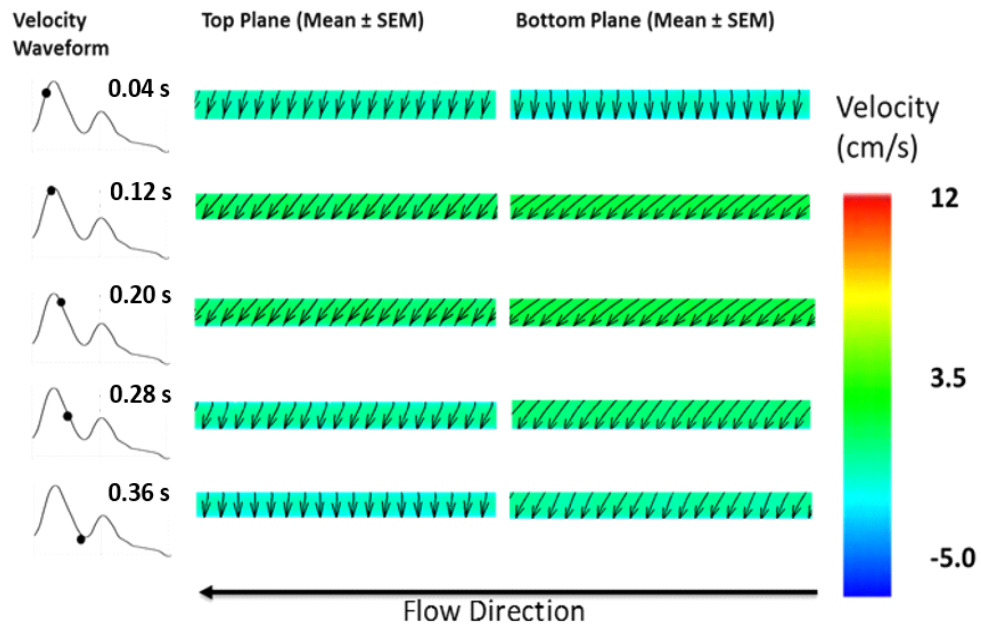 Velocity
Waveform
Top Plane (Mean ± SEM)
Bottom Plane (Mean ± SEM)
0.04 s
0.12 s
0.20 s
0.28 s
0.36 s
Velocity
(cm/s)
12
3.5
-5.0
Flow Direction